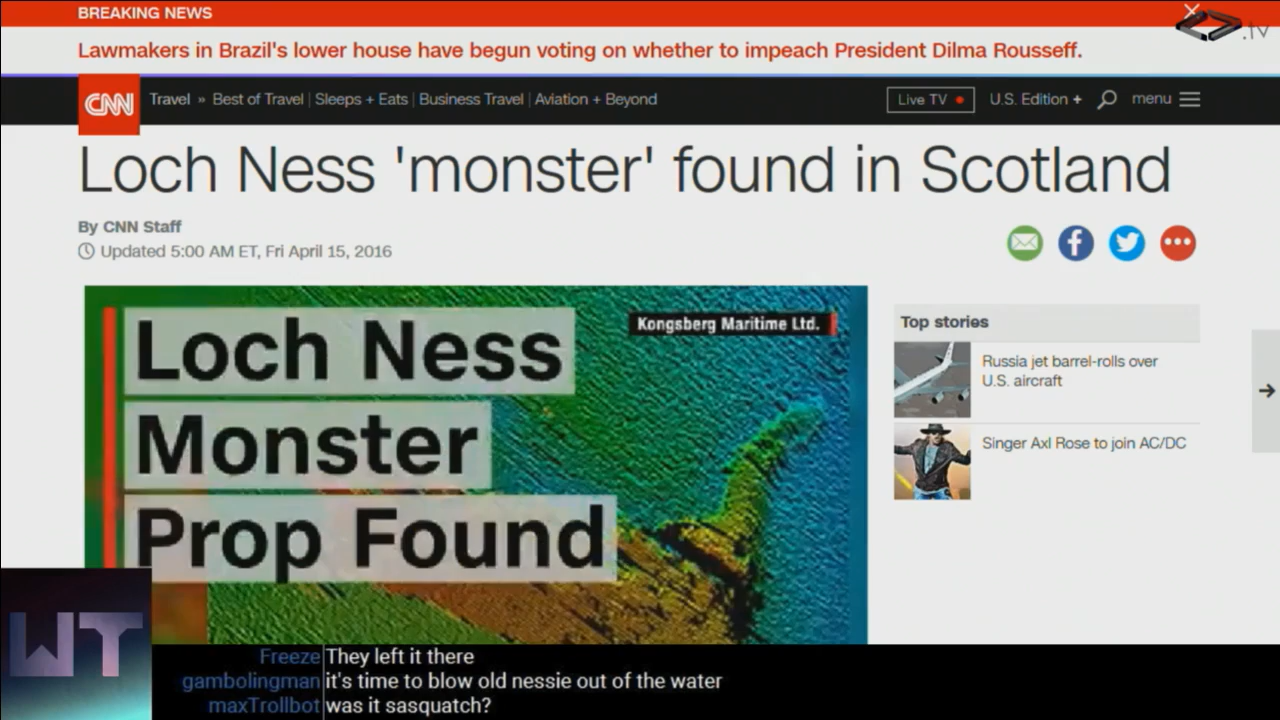 BREAKING NEWS
.tv
Lawmakers in Brazil's lower house have begun voting on whether to impeach President Dilma Rousseff.
CNN Travel » Best of Travel | Sleeps + Eats | Business Travel | Aviation + Beyond Live TV U.S. Edition + menu
Loch Ness 'monster' found in Scotland
By CNN Staff
Updated 5:00 AM ET, Fri April 15, 2016
Kongsberg Maritime Ltd.
Loch Ness
Monster
Prop Found
Top stories
Russia jet barrel-rolls over
U.S. aircraft
Singer Axl Rose to join AC/DC
WT
Freeze They left it there
gambolingman it's time to blow old nessie out of the water
maxTrollbot was it sasquatch?